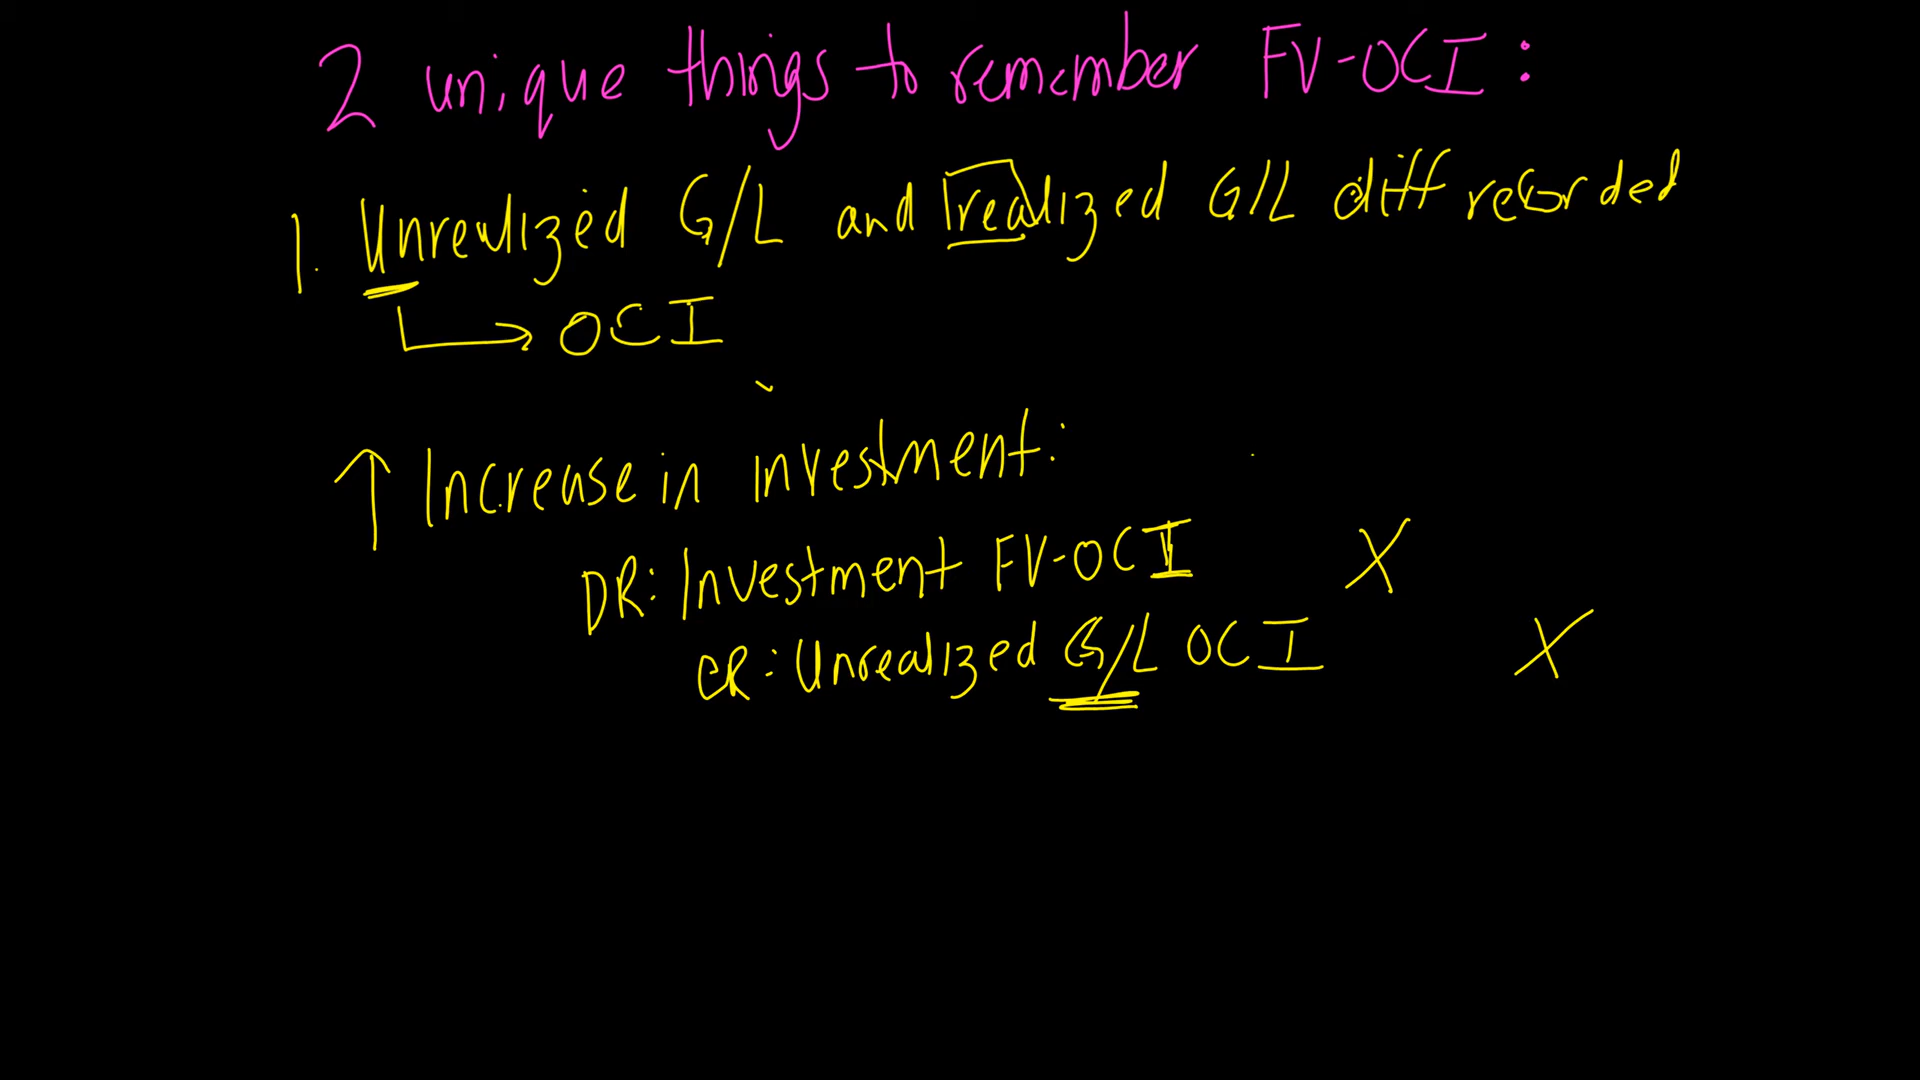 2 unique things to remember FV-OCI:
1. Unrealized G/L and realized G/L diff recorded
OCI
↑ Increase in investment:
DR: Investment FV-OCI X
CR: Unrealized G/L OCI X